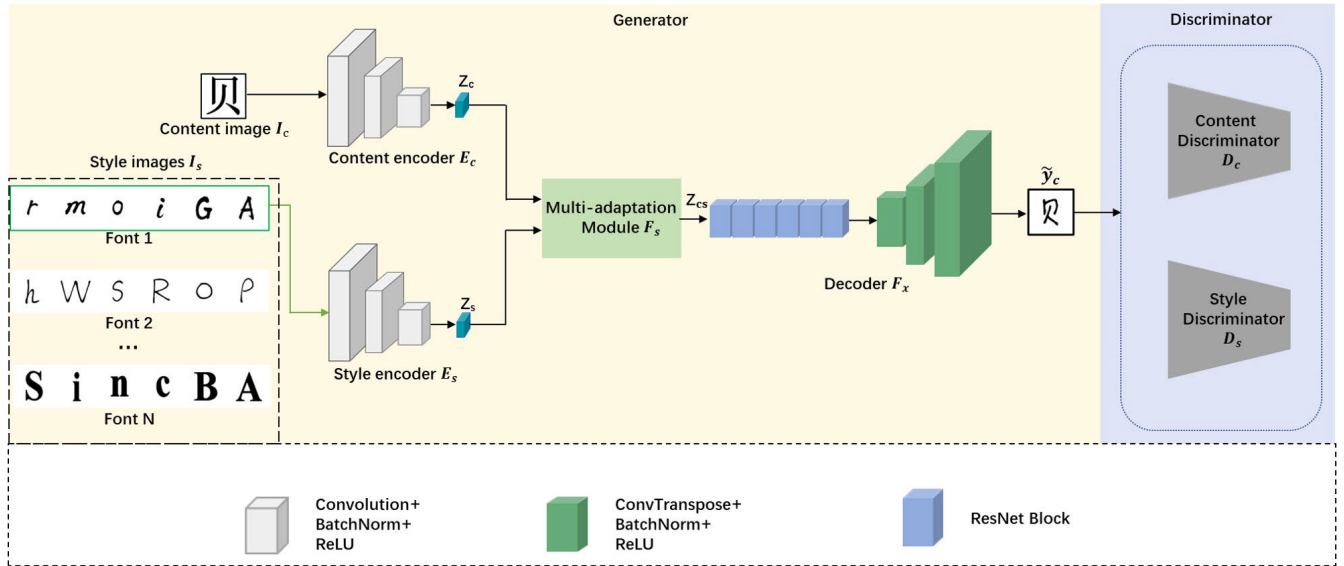 Generator
Discriminator
贝
Content image I_c
Content encoder E_c
Z_c
Style images I_s
r m o i G A
Font 1
h W S R O P
Font 2
...
S i n c B A
Font N
Style encoder E_s
Z_s
Multi-adaptation
Module F_s
Z_cs
Decoder F_x
ỹ_c
贝
Content
Discriminator
D_c
Style
Discriminator
D_s
Convolution+
BatchNorm+
ReLU
ConvTranspose+
BatchNorm+
ReLU
ResNet Block